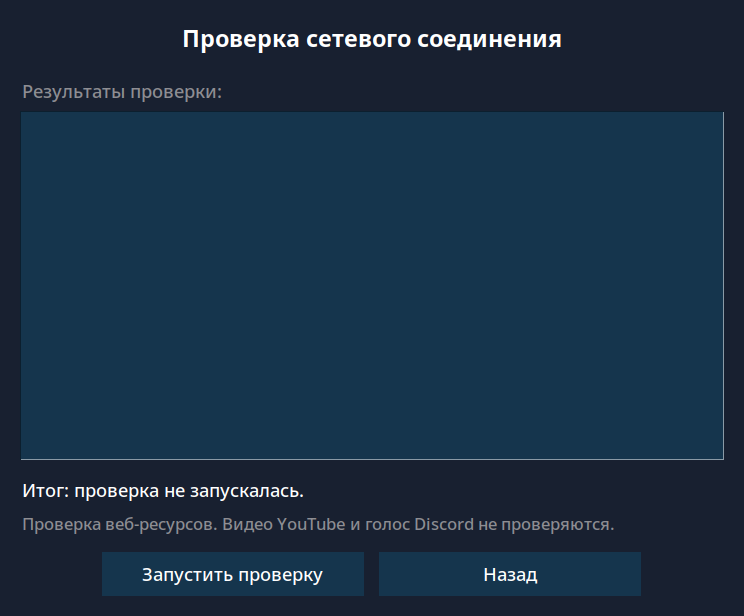 Проверка сетевого соединения
Результаты проверки:
Итог: проверка не запускалась.
Проверка веб-ресурсов. Видео YouTube и голос Discord не проверяются.
Запустить проверку
Назад